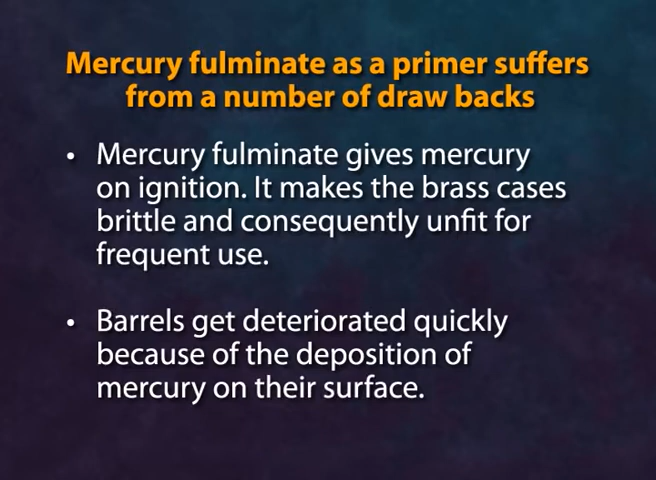 Mercury fulminate as a primer suffers
from a number of draw backs
• Mercury fulminate gives mercury
on ignition. It makes the brass cases
brittle and consequently unfit for
frequent use.
• Barrels get deteriorated quickly
because of the deposition of
mercury on their surface.